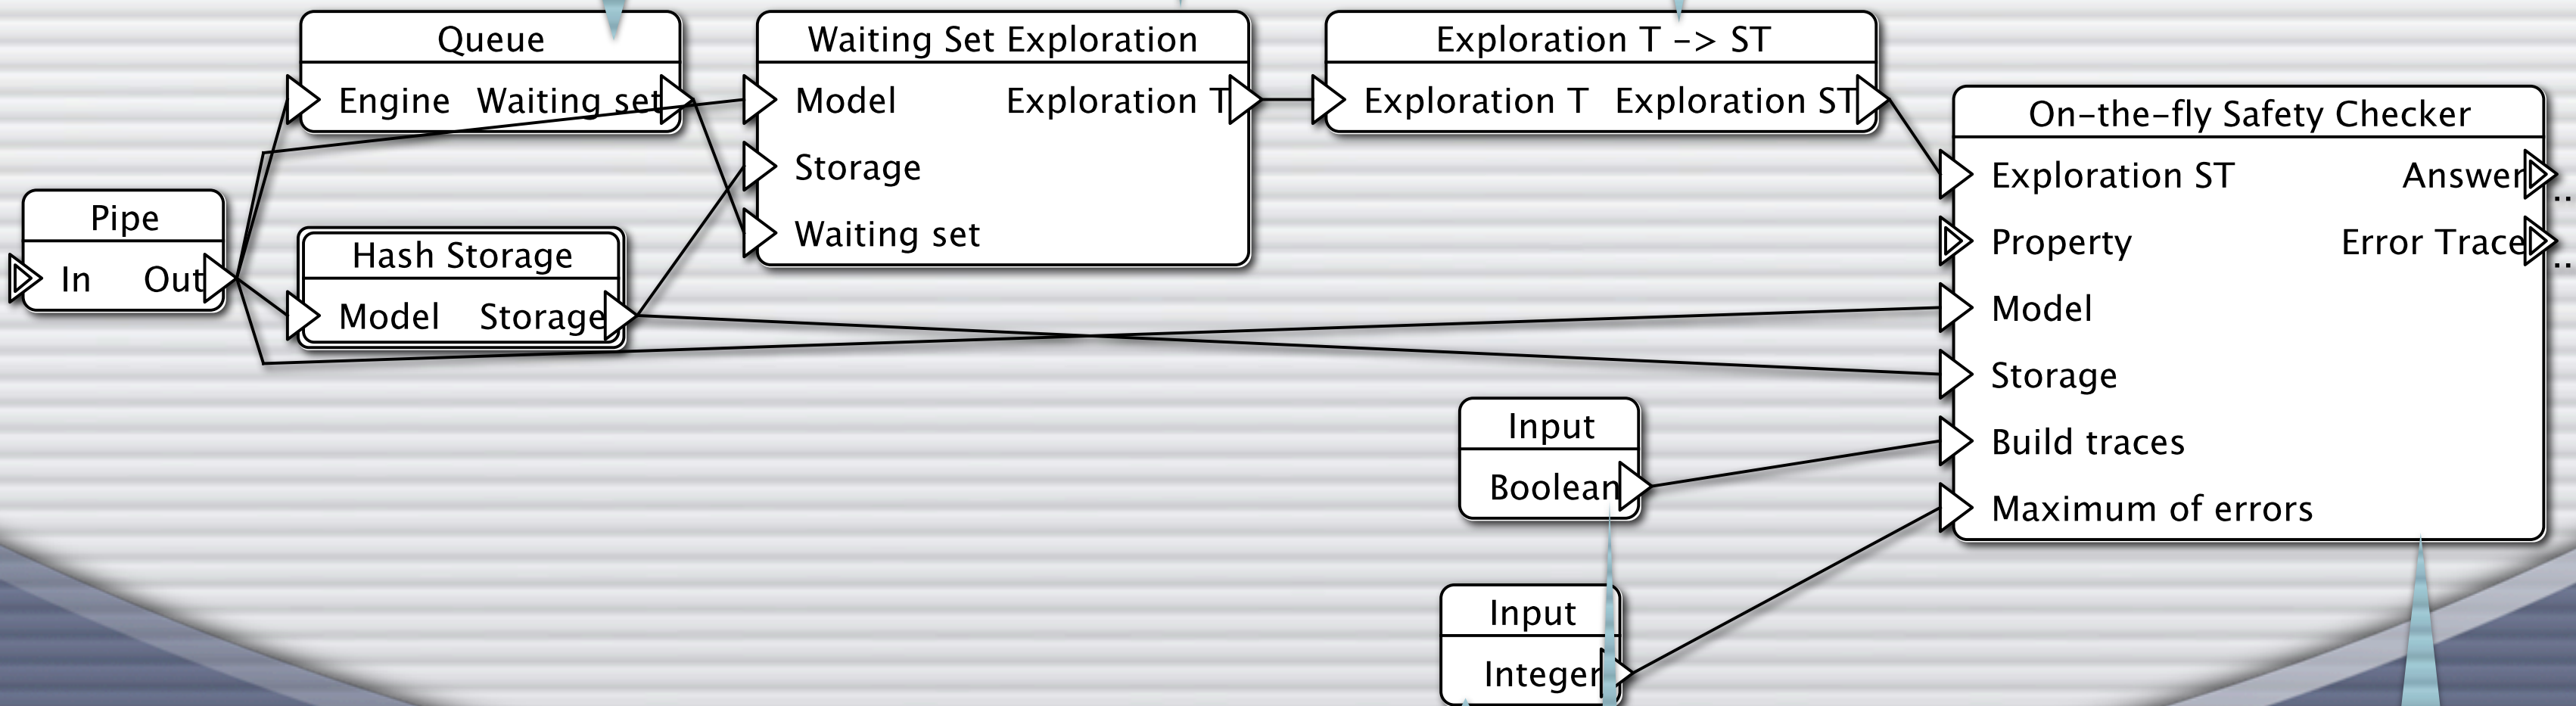 Queue
Engine Waiting set
Waiting Set Exploration
Model Exploration T
Storage
Waiting set
Exploration T -> ST
Exploration T Exploration ST
On-the-fly Safety Checker
Exploration ST Answer
Property Error Trace
Model
Storage
Build traces
Maximum of errors
Pipe
In Out
Hash Storage
Model Storage
Input
Boolean
Input
Integer